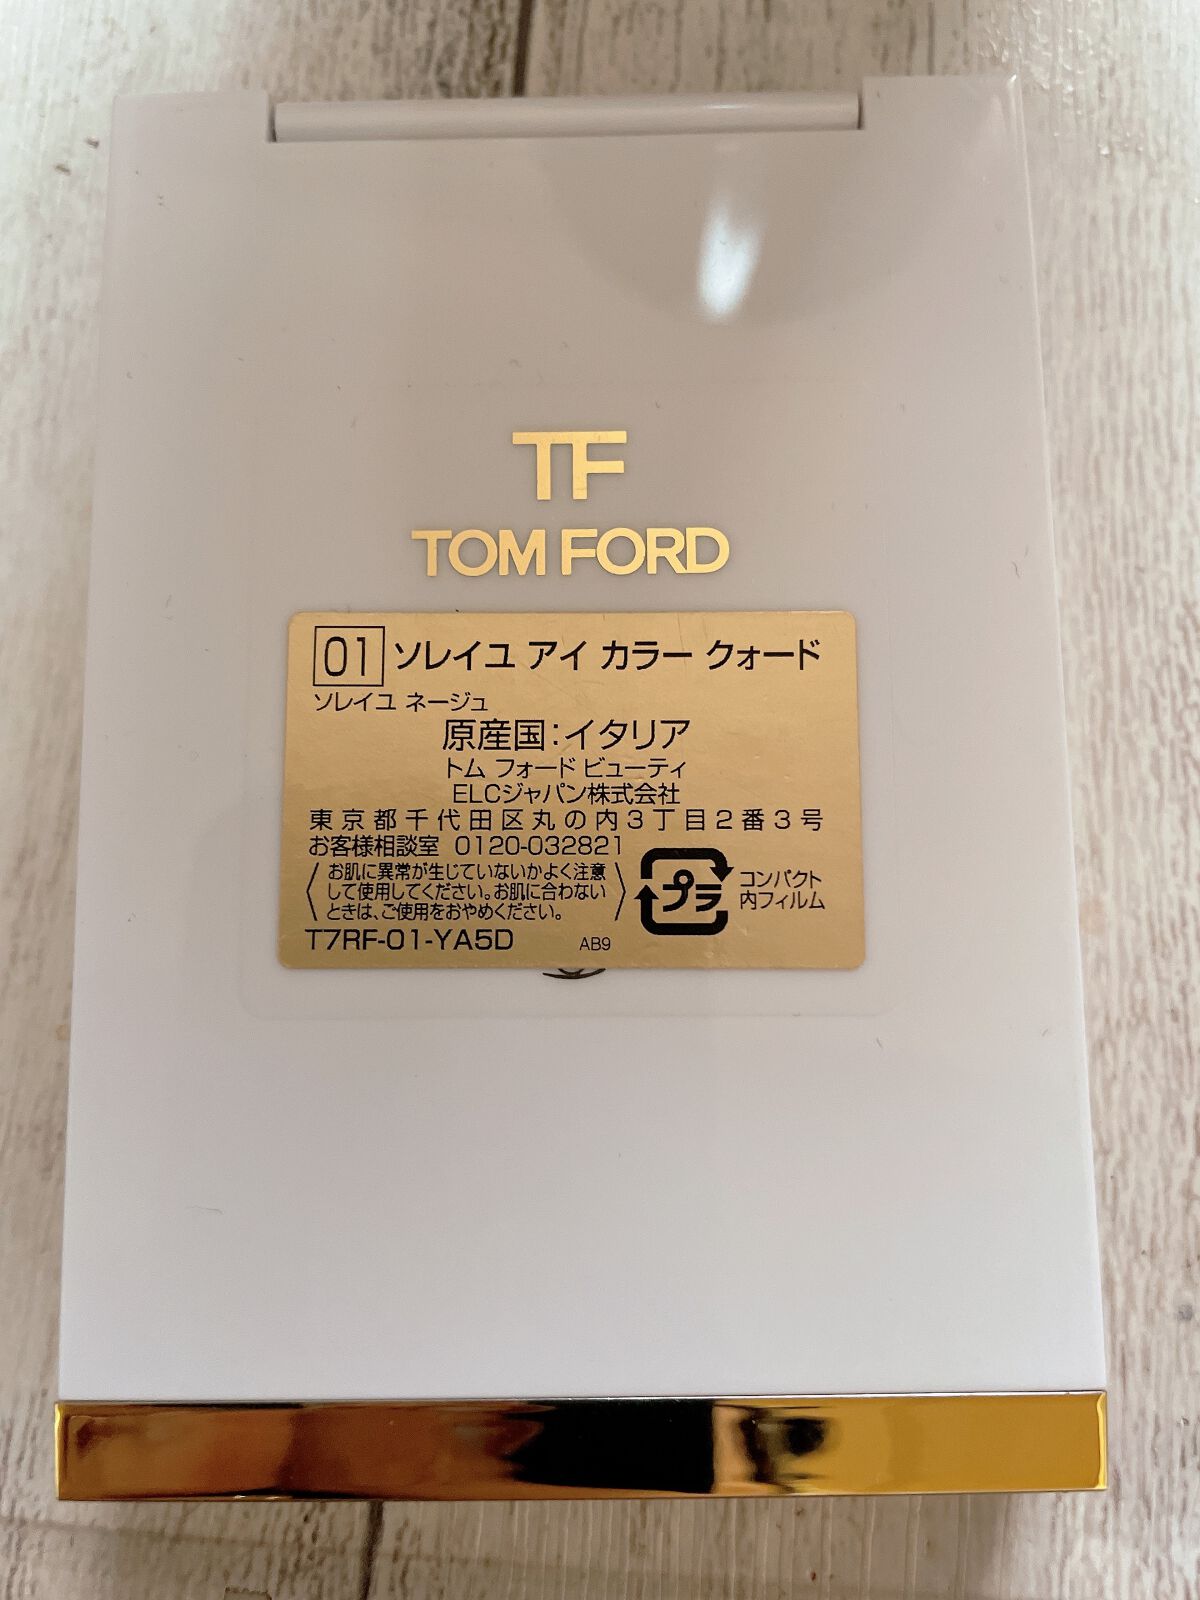 TF
TOM FORD
01 ソレイユ アイ カラー クォード
ソレイユ ネージュ
原産国:イタリア
トム フォード ビューティ
ELCジャパン株式会社
東京都千代田区丸の内3丁目2番3号
お客様相談室 0120-032821
お肌に異常が生じていないかよく注意
して使用してください。お肌に合わない
ときは、ご使用をおやめください。
プラ
コンパクト
内フィルム
T7RF-01-YA5D AB9